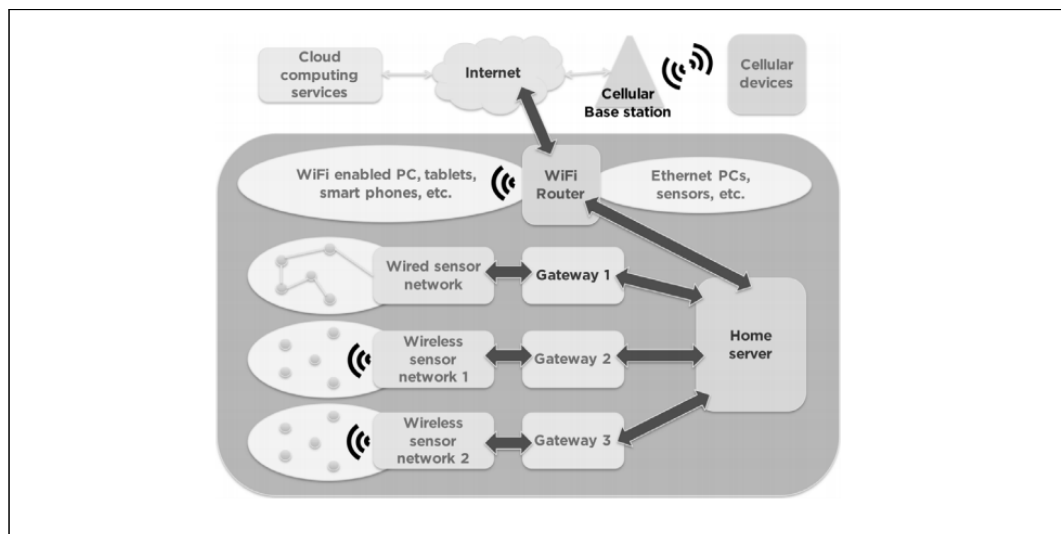 Cloud
computing
services
Internet
Cellular
Base station
Cellular
devices
WiFi enabled PC, tablets,
smart phones, etc.
WiFi
Router
Ethernet PCs,
sensors, etc.
Wired sensor
network
Gateway 1
Wireless
sensor
network 1
Gateway 2
Home
server
Wireless
sensor
network 2
Gateway 3